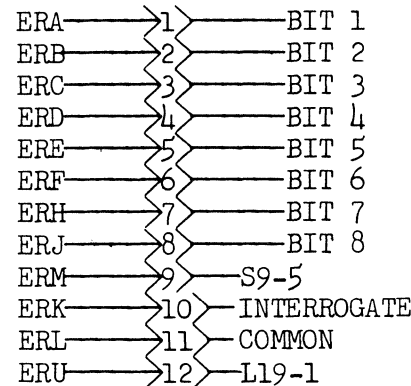 ERA 1 BIT 1
ERB 2 BIT 2
ERC 3 BIT 3
ERD 4 BIT 4
ERE 5 BIT 5
ERF 6 BIT 6
ERH 7 BIT 7
ERJ 8 BIT 8
ERM 9 S9-5
ERK 10 INTERROGATE
ERL 11 COMMON
ERU 12 L19-1